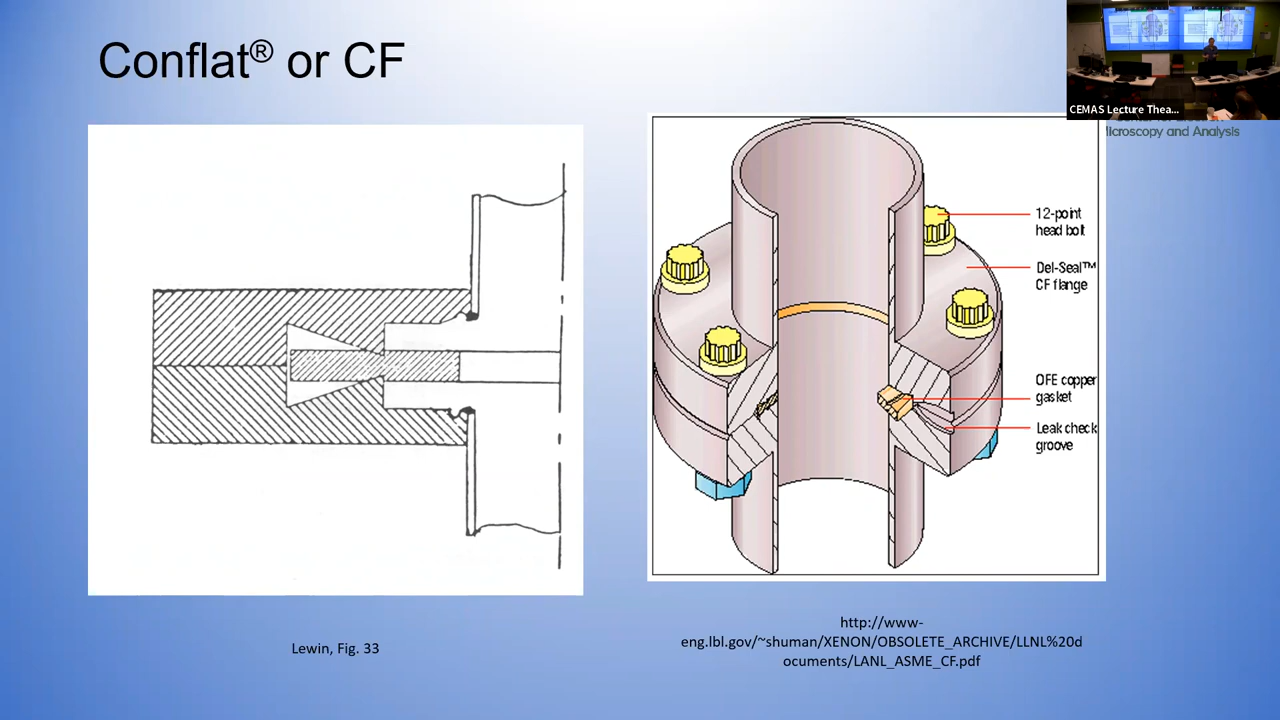 Conflat® or CF
CEMAS Lecture Thea...
Microscopy and Analysis
12-point
head bolt
Del-Seal™
CF flange
OFE copper
gasket
Leak check
groove
Lewin, Fig. 33
http://www-
eng.lbl.gov/~shuman/XENON/OBSOLETE_ARCHIVE/LLNL%20d
ocuments/LANL_ASME_CF.pdf